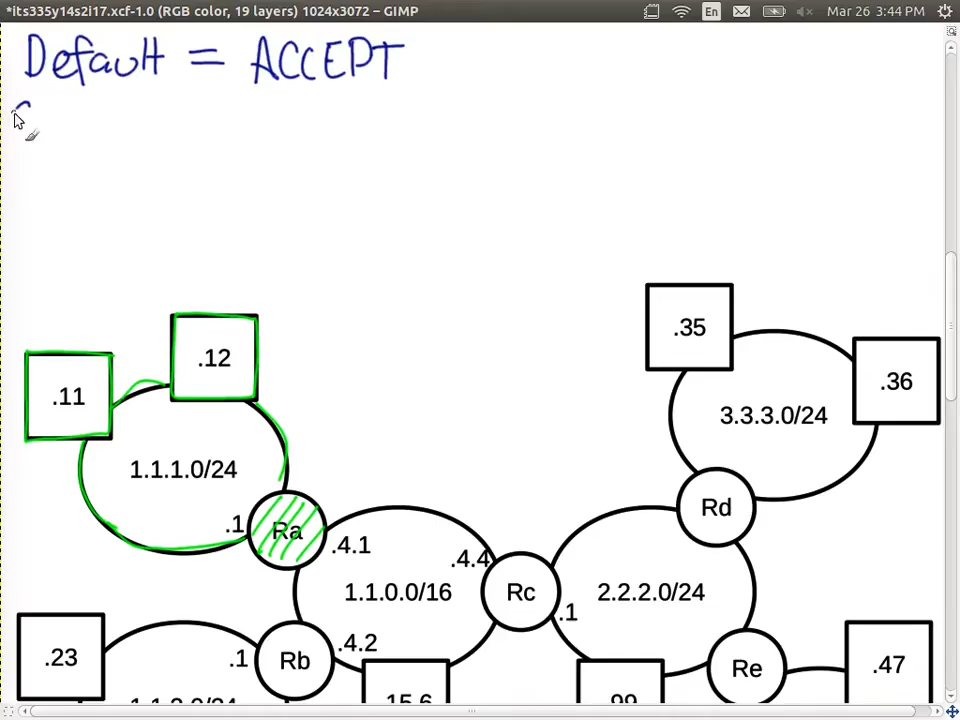 *its335y14s2i17.xcf-1.0 (RGB color, 19 layers) 1024x3072 – GIMP
En
Mar 26 3:44 PM
Default = ACCEPT
.35
.12
.36
.11
3.3.3.0/24
1.1.1.0/24
Rd
.1
Ra
.4.1
.4.4
1.1.0.0/16
Rc
2.2.2.0/24
.1
.4.2
.23
.1
Rb
Re
.47